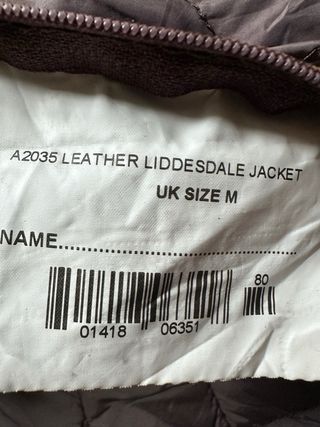 A2035 LEATHER LIDDESDALE JACKET
UK SIZE M
NAME........................................
80
01418 06351